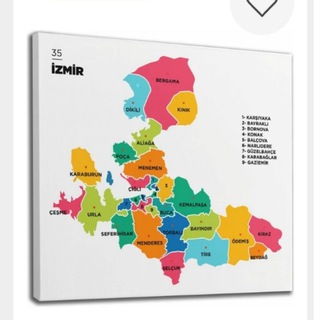 35
İZMİR
BERGAMA
DİKİLİ
KINIK
1- KARŞIYAKA
2- BAYRAKLI
3- BORNOVA
4- KONAK
5- BALÇOVA
6- NARLIDERE
7- GÜZELBAHÇE
8- KARABAĞLAR
9- GAZİEMİR
ALİAĞA
FOÇA
MENEMEN
KARABURUN
ÇİĞLİ
3
ÇEŞME
URLA
BUCA
KEMALPAŞA
SEFERİHİSAR
TORBALI
BAYINDIR
MENDERES
ÖDEMİŞ
KİRAZ
TİRE
BEYDAĞ
SELÇUK